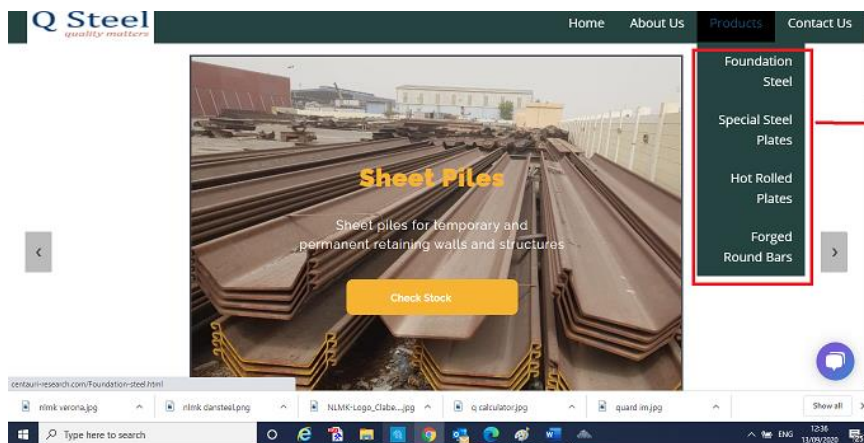 Q Steel
quality matters
Home About Us Products Contact Us
Foundation
Steel
Special Steel
Plates
Hot Rolled
Plates
Forged
Round Bars
Sheet Piles
Sheet piles for temporary and
permanent retaining walls and structures
Check Stock
centauri-research.com/Foundation-steel.html
nlmk verona.jpg
nlmk dansteel.png
NLMK-Logo_Clabe....jpg
q calculator.jpg
quard im.jpg
Show all
Type here to search
ENG
12:36
13/09/2020